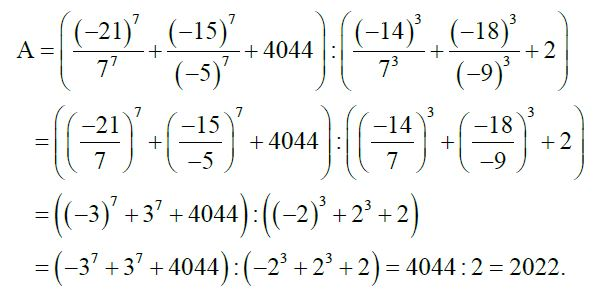 A = ( (−21)^7 / 7^7 + (−15)^7 / (−5)^7 + 4044 ) : ( (−14)^3 / 7^3 + (−18)^3 / (−9)^3 + 2 )
= ( ( −21 / 7 )^7 + ( −15 / −5 )^7 + 4044 ) : ( ( −14 / 7 )^3 + ( −18 / −9 )^3 + 2 )
= ( (−3)^7 + 3^7 + 4044 ) : ( (−2)^3 + 2^3 + 2 )
= ( −3^7 + 3^7 + 4044 ) : ( −2^3 + 2^3 + 2 ) = 4044 : 2 = 2022.